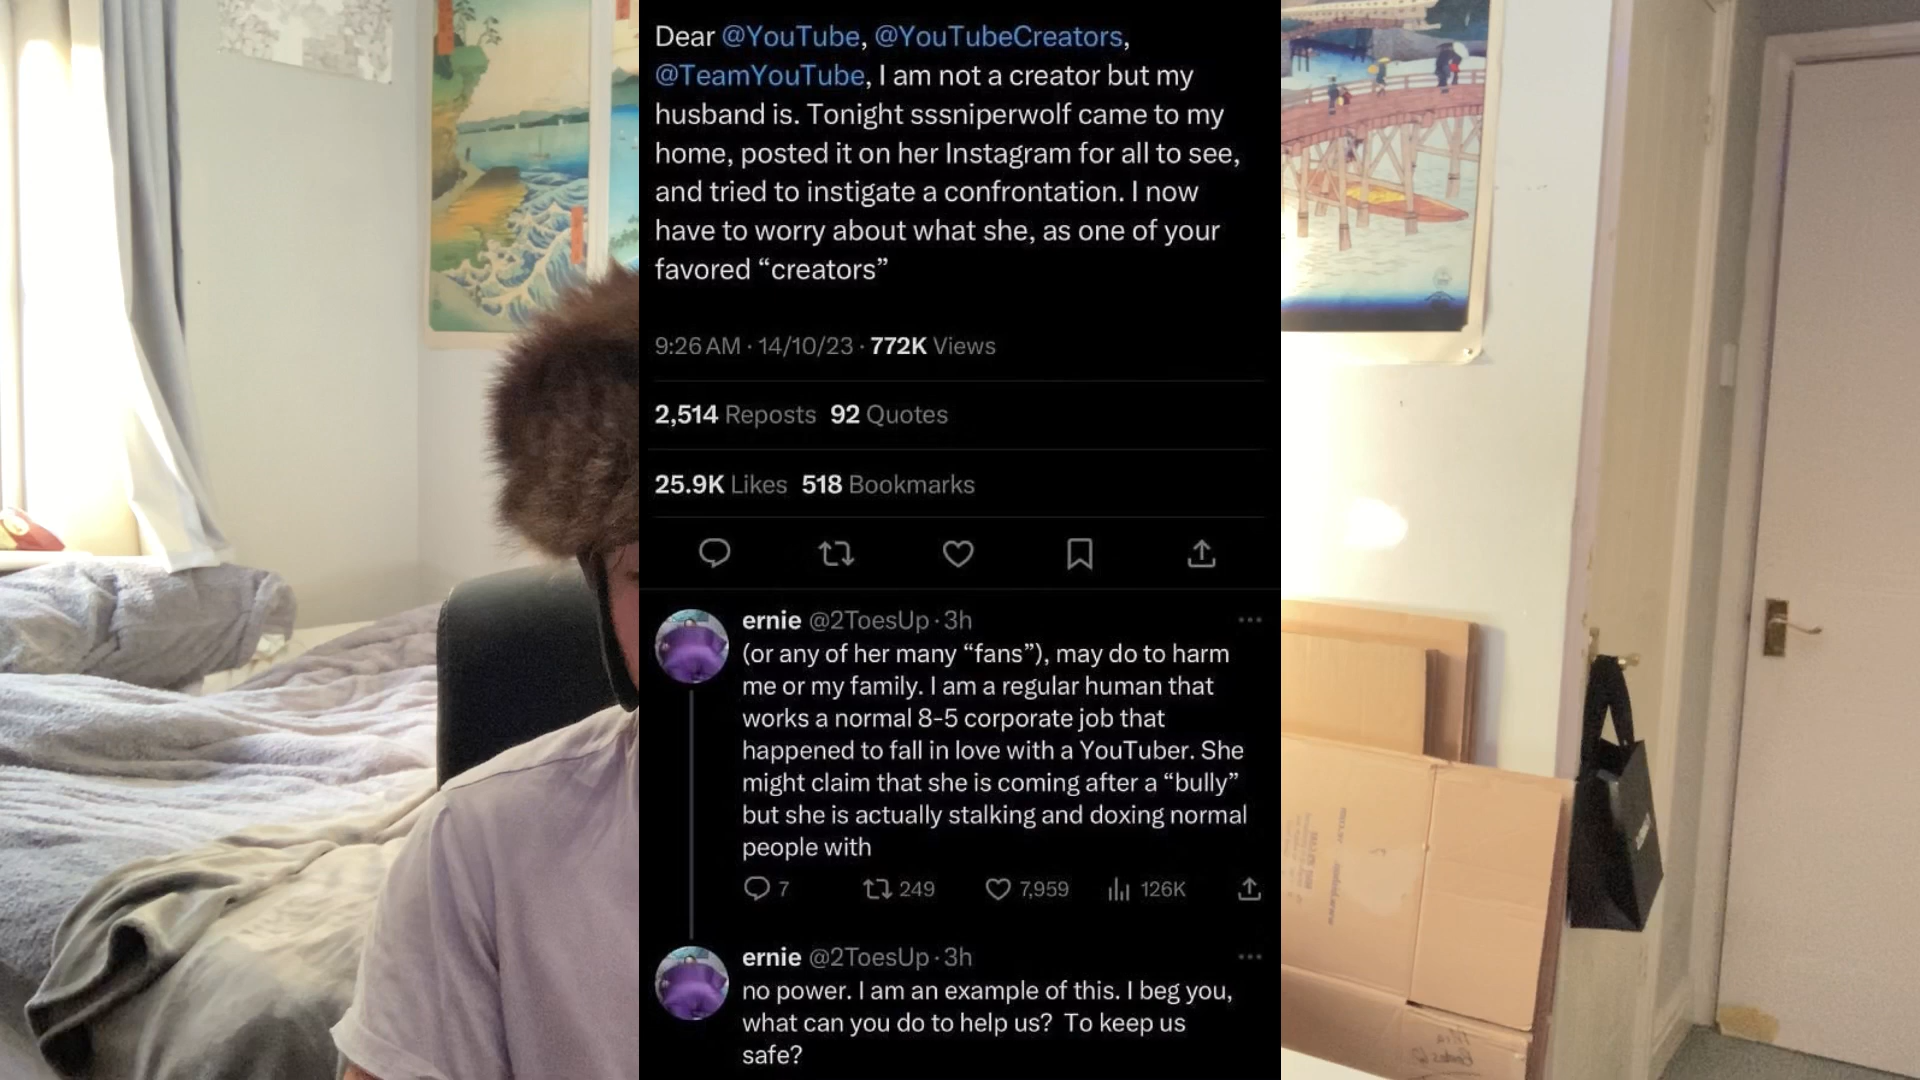 Dear @YouTube, @YouTubeCreators,
@TeamYouTube, I am not a creator but my
husband is. Tonight sssniperwolf came to my
home, posted it on her Instagram for all to see,
and tried to instigate a confrontation. I now
have to worry about what she, as one of your
favored “creators”
9:26 AM · 14/10/23 · 772K Views
2,514 Reposts 92 Quotes
25.9K Likes 518 Bookmarks
ernie @2ToesUp · 3h
(or any of her many “fans”), may do to harm
me or my family. I am a regular human that
works a normal 8-5 corporate job that
happened to fall in love with a YouTuber. She
might claim that she is coming after a “bully”
but she is actually stalking and doxing normal
people with
7 249 7,959 126K
ernie @2ToesUp · 3h
no power. I am an example of this. I beg you,
what can you do to help us? To keep us
safe?